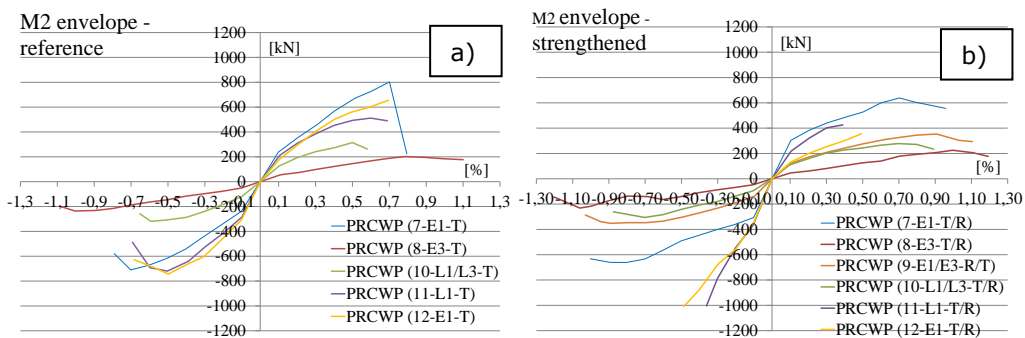 M2 envelope -
reference
[kN]
a)
1200
1000
800
600
400
200
0
-200
-400
-600
-800
-1000
-1200
-1,3 -1,1 -0,9 -0,7 -0,5 -0,3 -0,1 0,1 0,3 0,5 0,7 0,9 1,1 1,3
[%]
PRCWP (7-E1-T)
PRCWP (8-E3-T)
PRCWP (10-L1/L3-T)
PRCWP (11-L1-T)
PRCWP (12-E1-T)
M2 envelope -
strengthened
[kN]
b)
1200
1000
800
600
400
200
0
-200
-400
-600
-800
-1000
-1200
-1,30 -1,10 -0,90 -0,70 -0,50 -0,30 -0,10 0,10 0,30 0,50 0,70 0,90 1,10 1,30
[%]
PRCWP (7-E1-T/R)
PRCWP (8-E3-T/R)
PRCWP (9-E1/E3-R/T)
PRCWP (10-L1/L3-T/R)
PRCWP (11-L1-T/R)
PRCWP (12-E1-T/R)